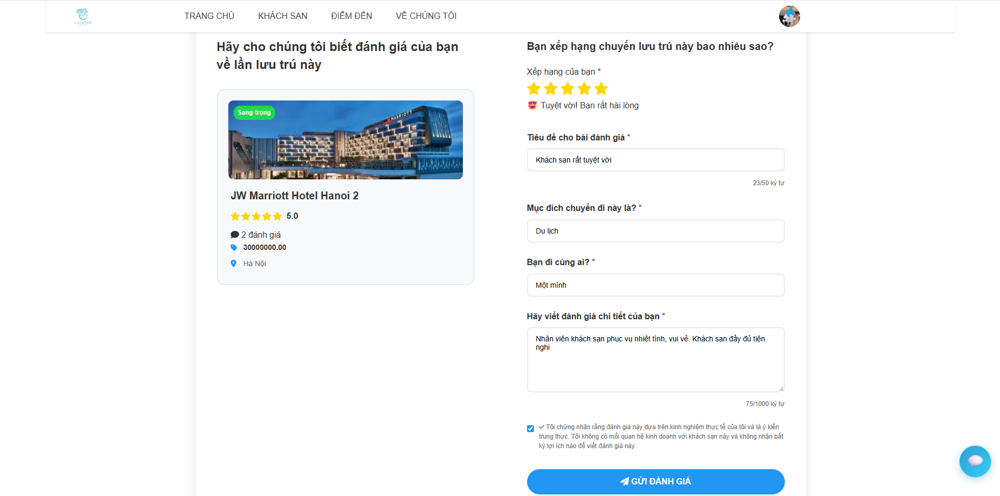 Lavalieo
TRANG CHỦ
KHÁCH SẠN
ĐIỂM ĐẾN
VỀ CHÚNG TÔI
Hãy cho chúng tôi biết đánh giá của bạn
về lần lưu trú này
Sang trọng
MARRIOTT
JW Marriott Hotel Hanoi 2
5.0
2 đánh giá
30000000.00
Hà Nội
Bạn xếp hạng chuyến lưu trú này bao nhiêu sao?
Xếp hạng của bạn *
Tuyệt vời! Bạn rất hài lòng
Tiêu đề cho bài đánh giá *
Khách sạn rất tuyệt vời
23/50 ký tự
Mục đích chuyến đi này là? *
Du lịch
Bạn đi cùng ai? *
Một mình
Hãy viết đánh giá chi tiết của bạn *
Nhân viên khách sạn phục vụ nhiệt tình, vui vẻ. Khách sạn đầy đủ tiện
nghi
75/1000 ký tự
Tôi chứng nhận rằng đánh giá này dựa trên kinh nghiệm thực tế của tôi và là ý kiến
trung thực. Tôi không có mối quan hệ kinh doanh với khách sạn này và không nhận bất
kỳ lợi ích nào để viết đánh giá này.
GỬI ĐÁNH GIÁ